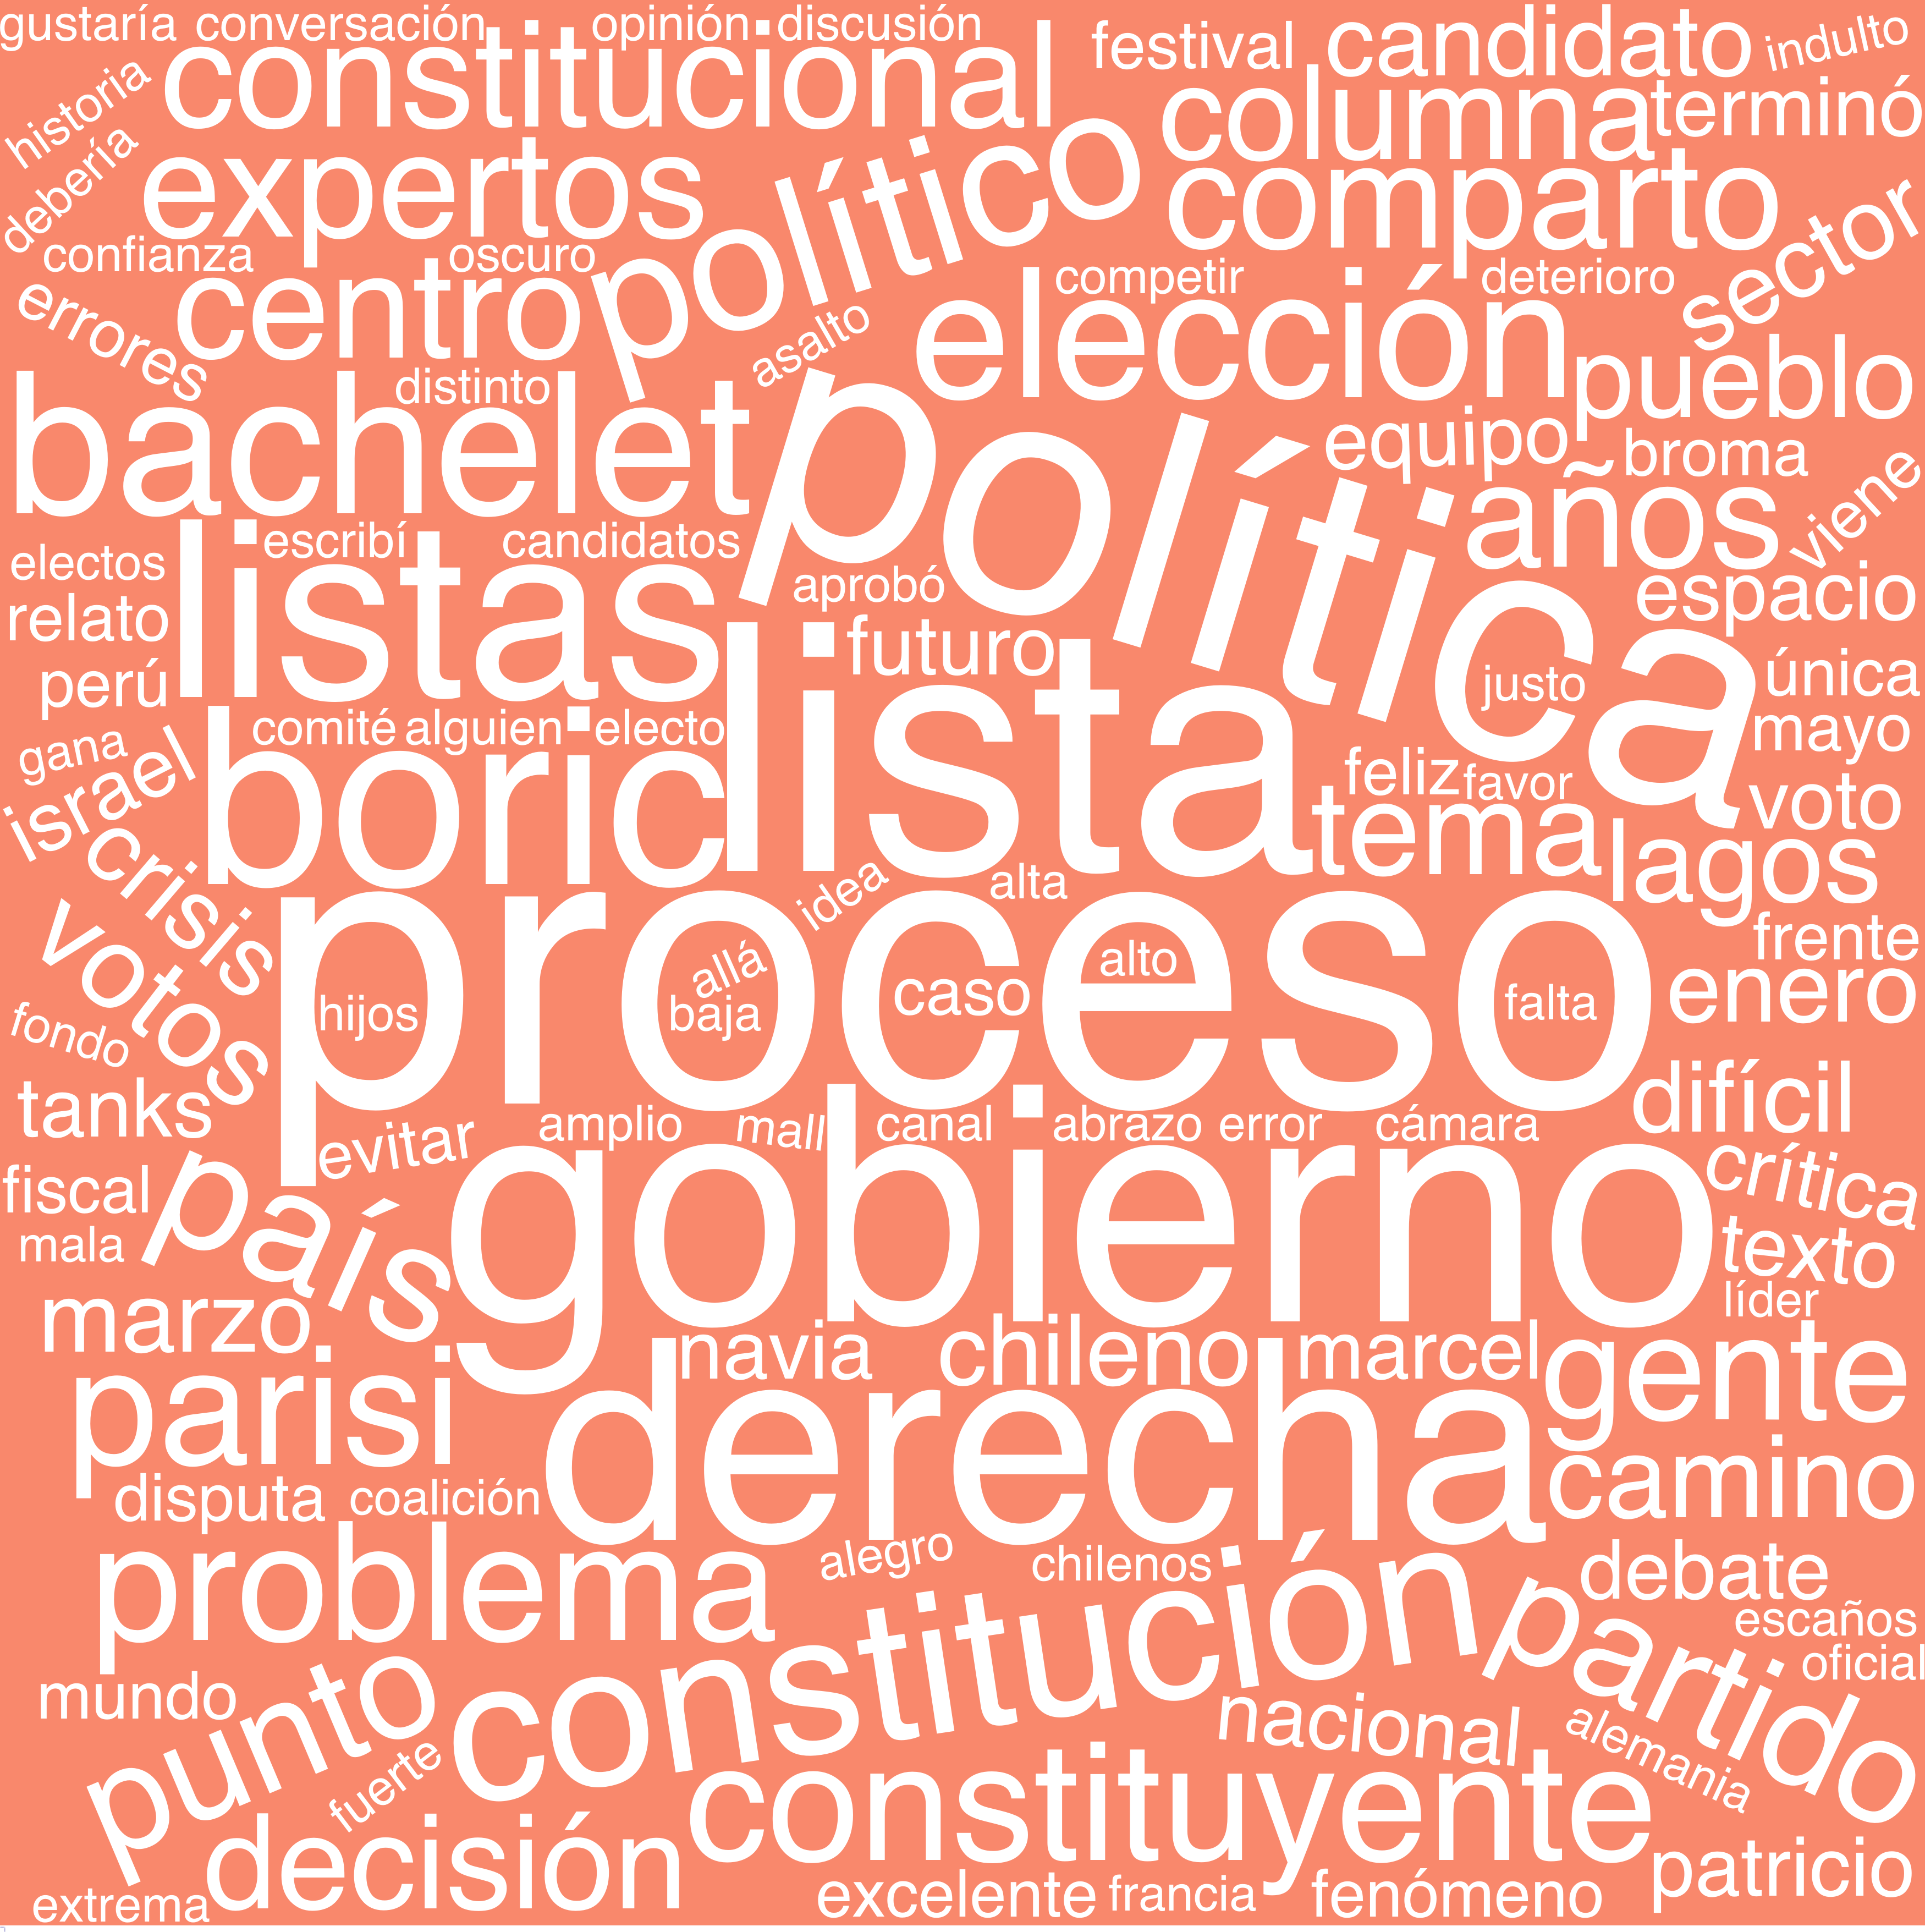 gustaría conversación opinión discusión
festival candidato indulto
historia constitucional columna terminó
debería expertos político comparto sector
confianza oscuro competir deterioro
errores centro asalto elección pueblo
bachelet distinto política equipo broma
años viene
electos listas escribí candidatos aprobó espacio
relato futuro
perú lista justo única
gana comité alguien electo mayo
israel boric feliz favor voto
crisis tema lagos
idea alta
votos proceso frente
hijos allá baja caso alto falta enero
fondo
tanks difícil
evitar amplio mall canal abrazo error cámara
fiscal país gobierno crítica
mala texto
líder
marzo navia chileno marcel gente
parisi derecha camino
disputa coalición
problema alegro chilenos debate
constitución partido escaños
oficial
mundo punto nacional alemania
fuerte constituyente
decisión patricio
extrema excelente francia fenómeno